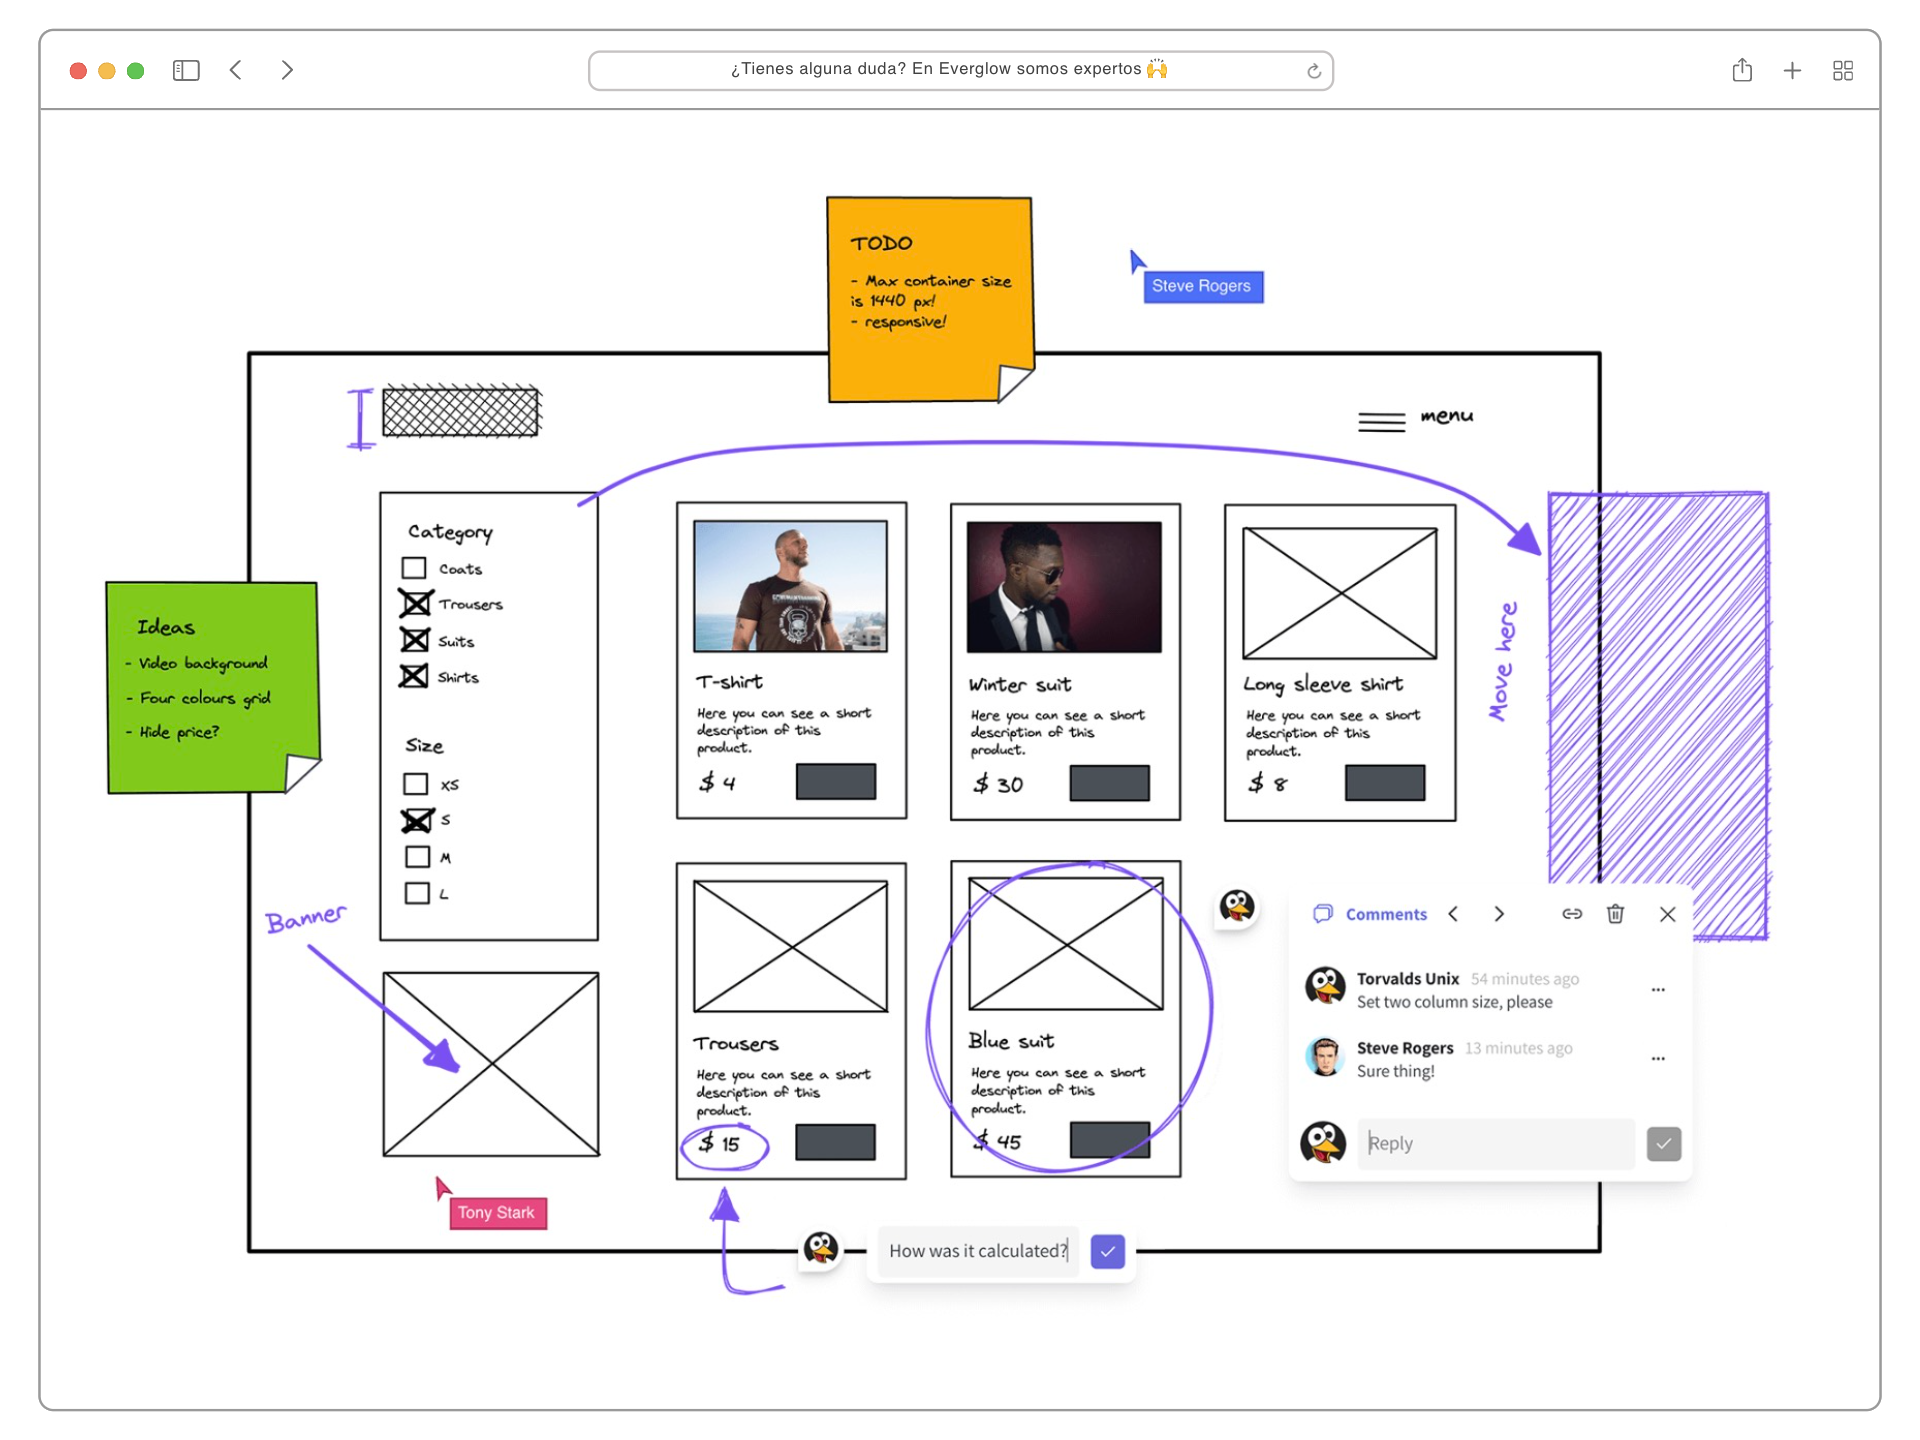 ¿Tienes alguna duda? En Everglow somos expertos 🙌
TODO
- Max container size
is 1440 px!
- responsive!
Steve Rogers
menu
Category
Coats
Trousers
Suits
Shirts
Size
XS
S
M
L
Ideas
- Video background
- Four colours grid
- Hide price?
Banner
T-shirt
Here you can see a short
description of this
product.
$ 4
Winter suit
Here you can see a short
description of this
product.
$ 30
Long sleeve shirt
Here you can see a short
description of this
product.
$ 8
Move here
Trousers
Here you can see a short
description of this
product.
$ 15
Blue suit
Here you can see a short
description of this
product.
$ 45
Comments
Torvalds Unix 54 minutes ago
Set two column size, please
Steve Rogers 13 minutes ago
Sure thing!
Reply
Tony Stark
How was it calculated?